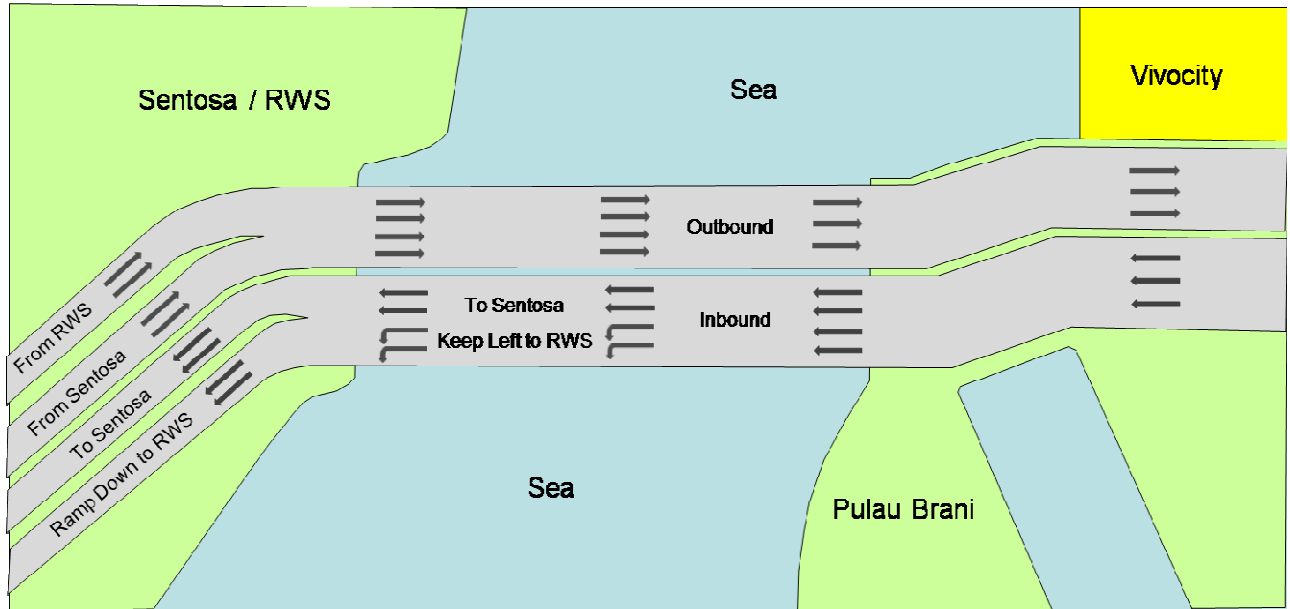 Vivocity
Sea
Sentosa / RWS
Outbound
To Sentosa
Inbound
Keep Left to RWS
From RWS
From Sentosa
To Sentosa
Ramp Down to RWS
Sea
Pulau Brani